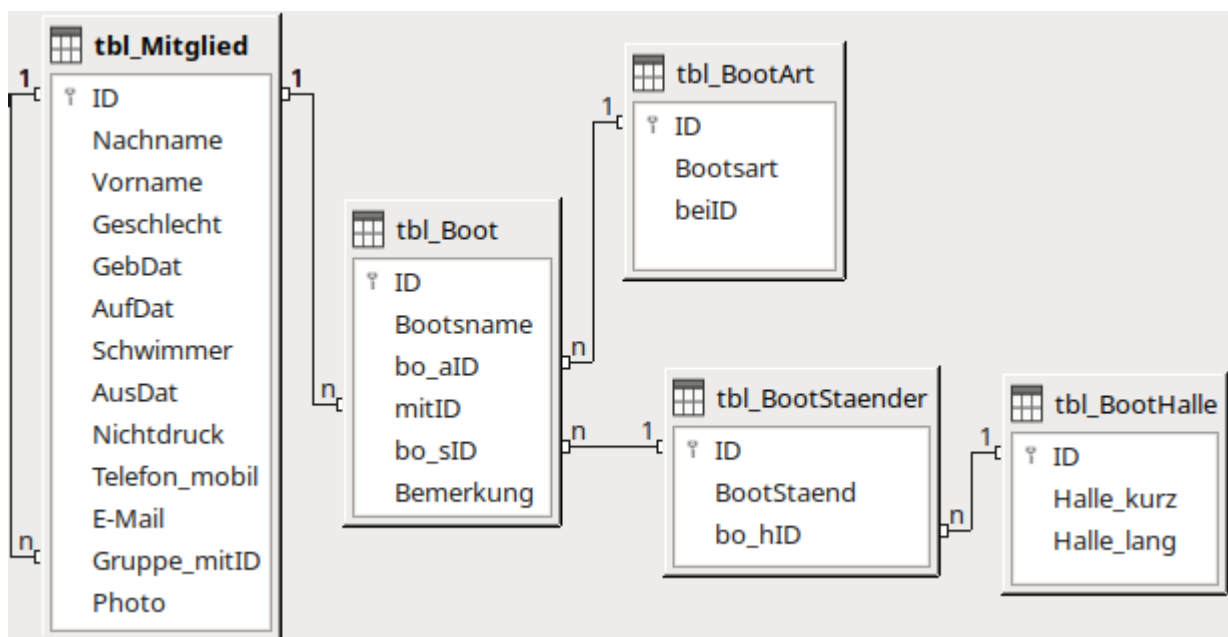 tbl_Mitglied
1
1
ID
Nachname
Vorname
Geschlecht
GebDat
AufDat
Schwimmer
AusDat
Nichtdruck
Telefon_mobil
E-Mail
n
Gruppe_mitID
Photo
tbl_Boot
ID
Bootsname
bo_aID
n
mitID
n
bo_sID
n
Bemerkung
tbl_BootArt
1
ID
Bootsart
beiID
tbl_BootStaender
1
ID
BootStaend
bo_hID
n
tbl_BootHalle
1
ID
Halle_kurz
Halle_lang